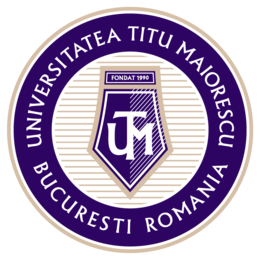 UNIVERSITATEA TITU MAIORESCU
FONDAT 1990
UTM
BUCURESTI ROMANIA